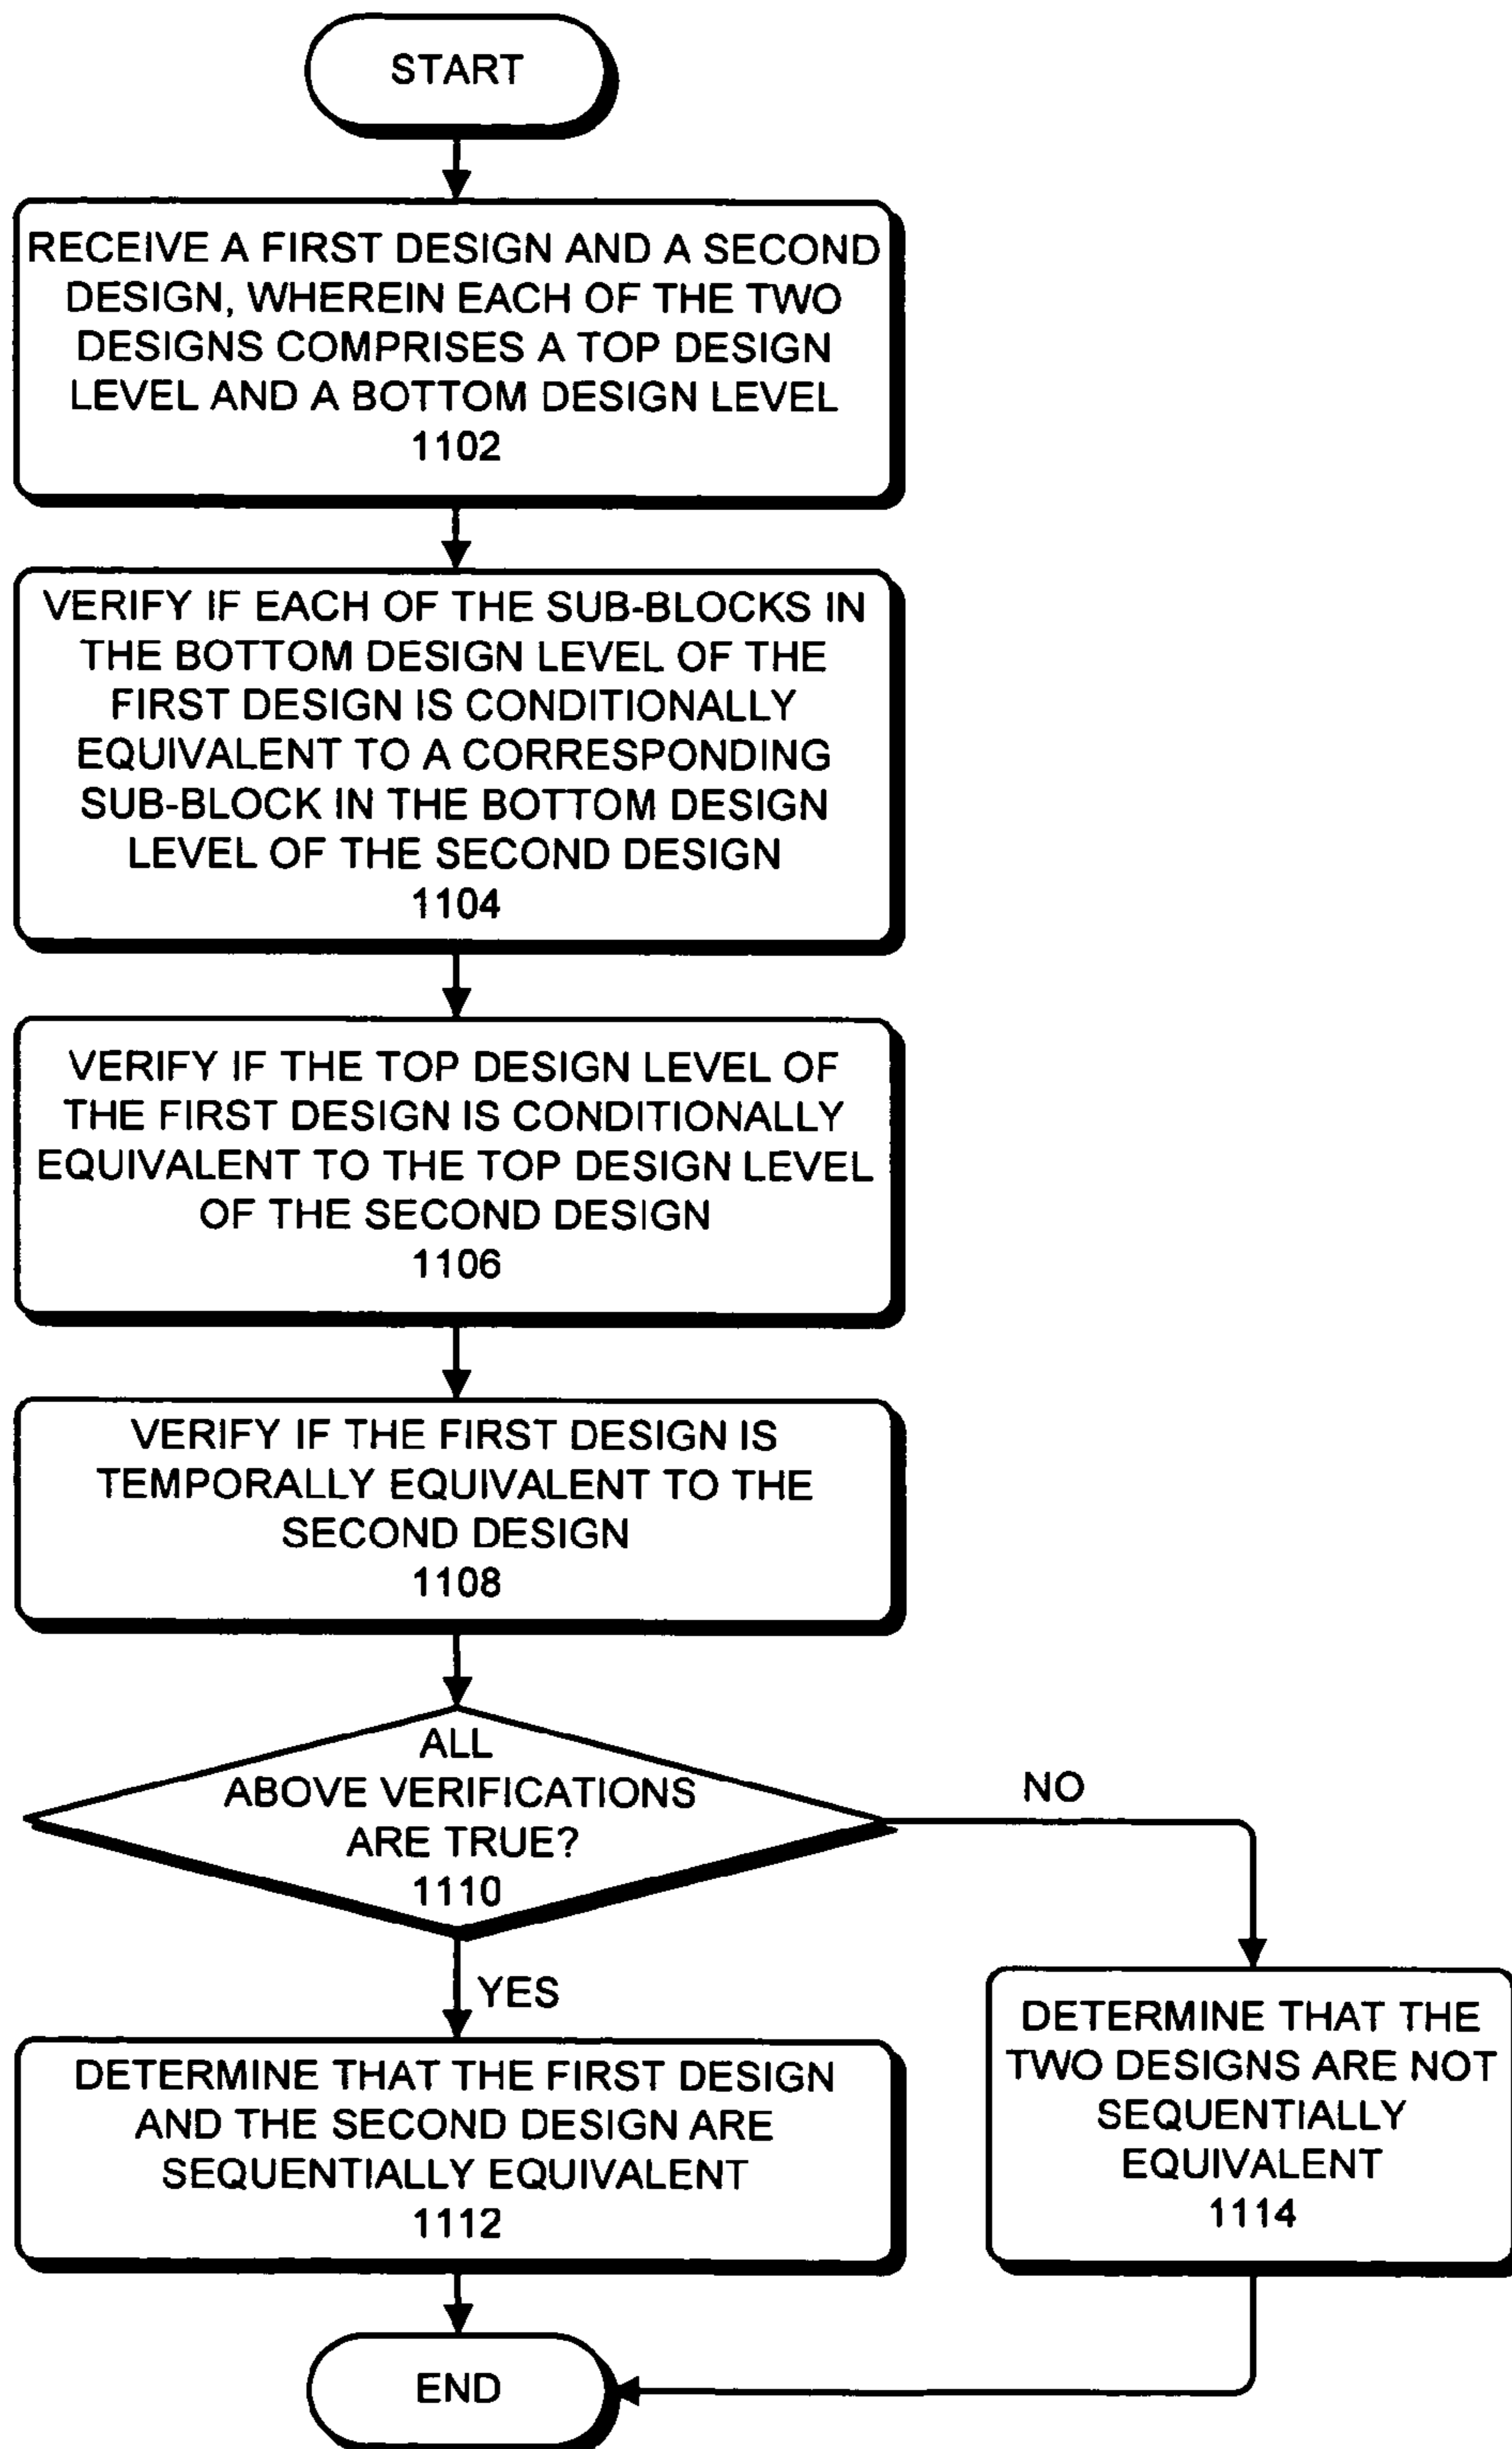 START
RECEIVE A FIRST DESIGN AND A SECOND
DESIGN, WHEREIN EACH OF THE TWO
DESIGNS COMPRISES A TOP DESIGN
LEVEL AND A BOTTOM DESIGN LEVEL
1102
VERIFY IF EACH OF THE SUB-BLOCKS IN
THE BOTTOM DESIGN LEVEL OF THE
FIRST DESIGN IS CONDITIONALLY
EQUIVALENT TO A CORRESPONDING
SUB-BLOCK IN THE BOTTOM DESIGN
LEVEL OF THE SECOND DESIGN
1104
VERIFY IF THE TOP DESIGN LEVEL OF
THE FIRST DESIGN IS CONDITIONALLY
EQUIVALENT TO THE TOP DESIGN LEVEL
OF THE SECOND DESIGN
1106
VERIFY IF THE FIRST DESIGN IS
TEMPORALLY EQUIVALENT TO THE
SECOND DESIGN
1108
ALL
ABOVE VERIFICATIONS
ARE TRUE?
1110
NO
YES
DETERMINE THAT THE FIRST DESIGN
AND THE SECOND DESIGN ARE
SEQUENTIALLY EQUIVALENT
1112
DETERMINE THAT THE
TWO DESIGNS ARE NOT
SEQUENTIALLY
EQUIVALENT
1114
END